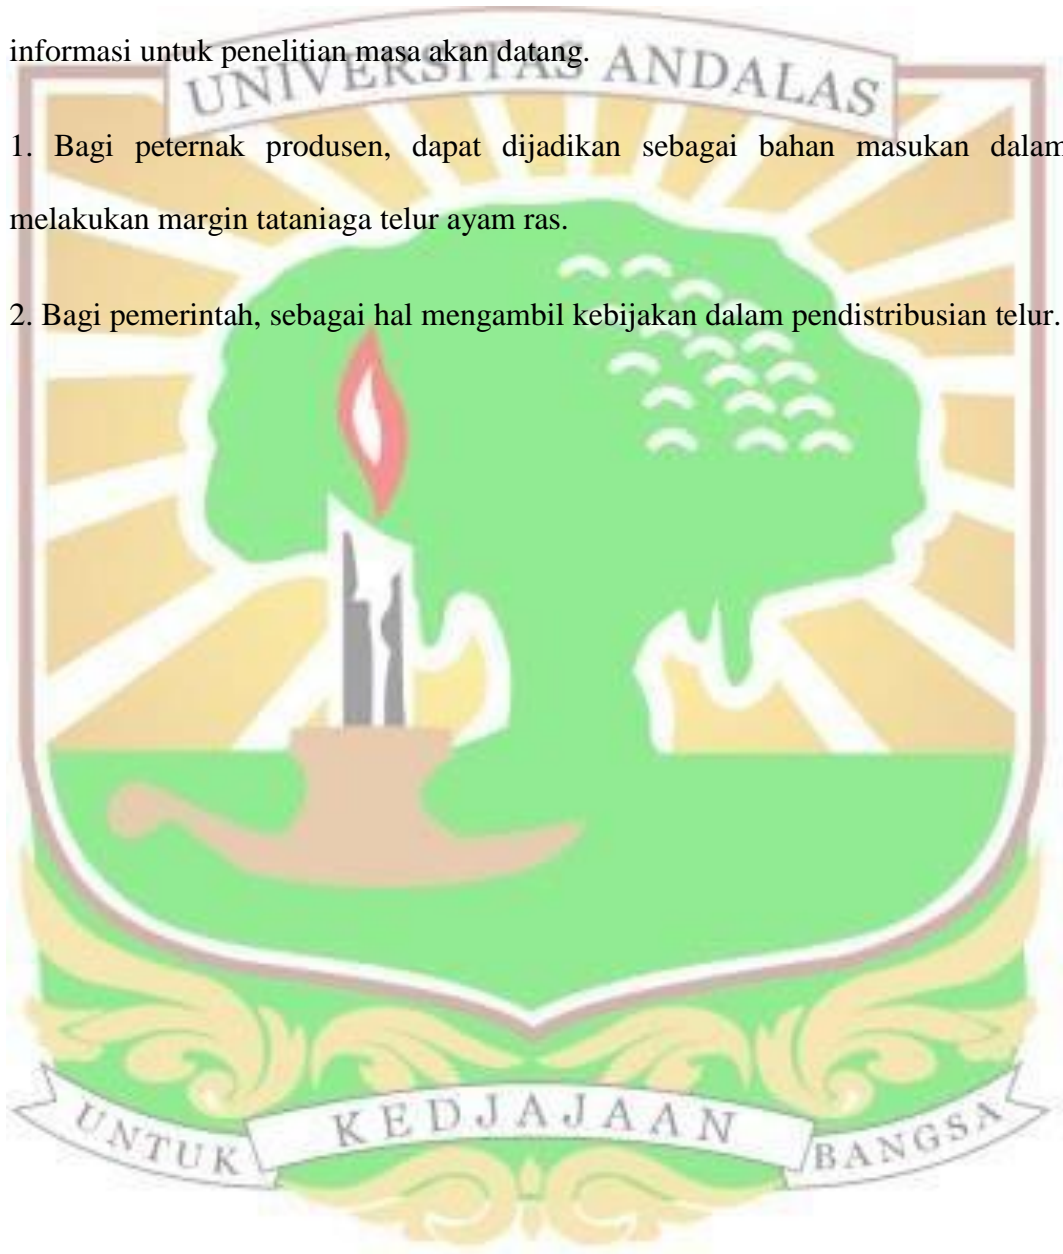 informasi untuk penelitian masa akan datang.
UNIVERSITAS ANDALAS
1. Bagi peternak produsen, dapat dijadikan sebagai bahan masukan dalam
melakukan margin tataniaga telur ayam ras.
2. Bagi pemerintah, sebagai hal mengambil kebijakan dalam pendistribusian telur.
UNTUK KEDJAJAAN BANGSA